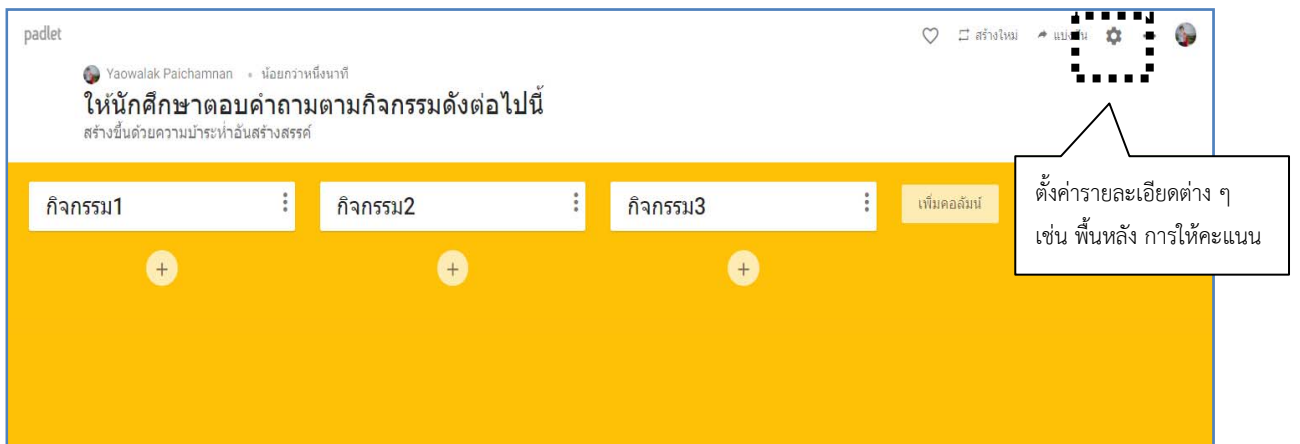 padlet
สร้างใหม่
Yaowalak Paichamnan • น้อยกว่าหนึ่งนาที
ให้นักศึกษาตอบคำถามตามกิจกรรมดังต่อไปนี้
สร้างขึ้นด้วยความบ้าระห่ำอันสร้างสรรค์
กิจกรรม1
กิจกรรม2
กิจกรรม3
เพิ่มคอลัมน์
ตั้งค่ารายละเอียดต่าง ๆ
เช่น พื้นหลัง การให้คะแนน